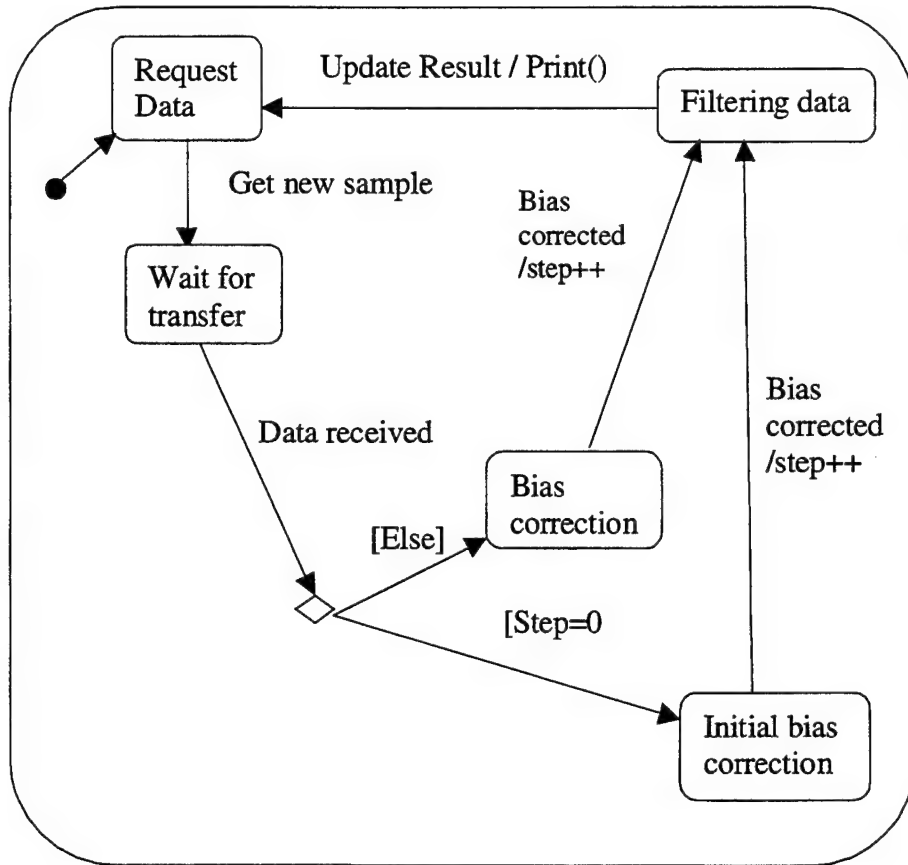 Request
Data
Update Result / Print()
Filtering data
Get new sample
Bias
corrected
/step++
Wait for
transfer
Data received
Bias
corrected
/step++
Bias
correction
[Else]
[Step=0
Initial bias
correction